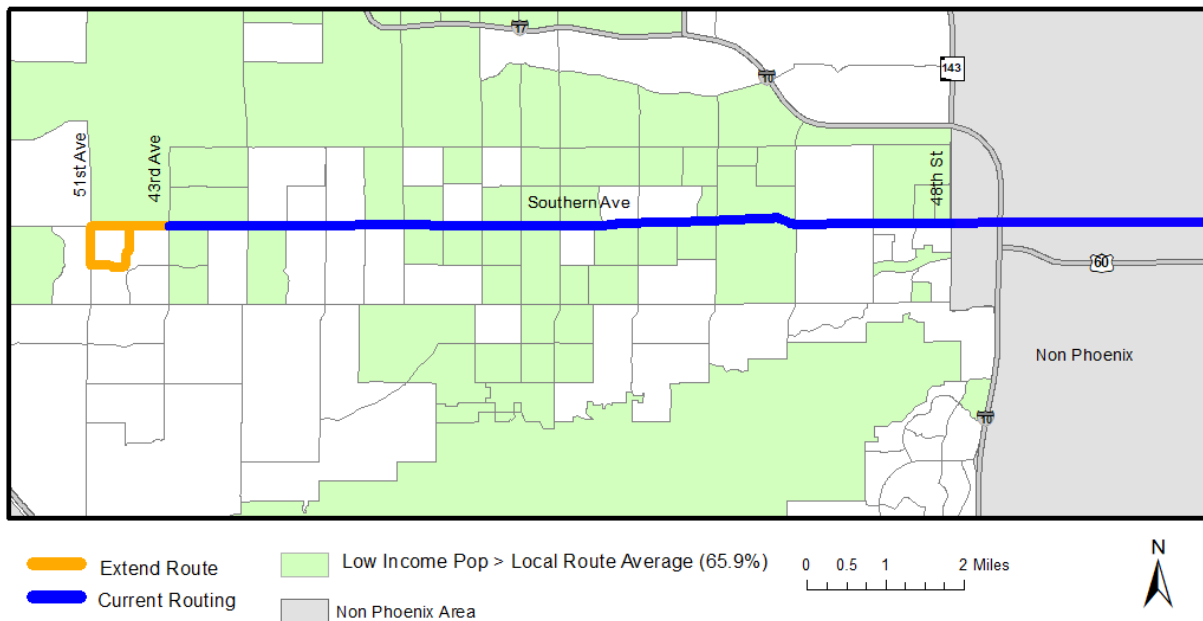 17
10
143
51st Ave
43rd Ave
48th St
Southern Ave
60
Non Phoenix
10
Extend Route
Current Routing
Low Income Pop > Local Route Average (65.9%)
Non Phoenix Area
0 0.5 1 2 Miles
N